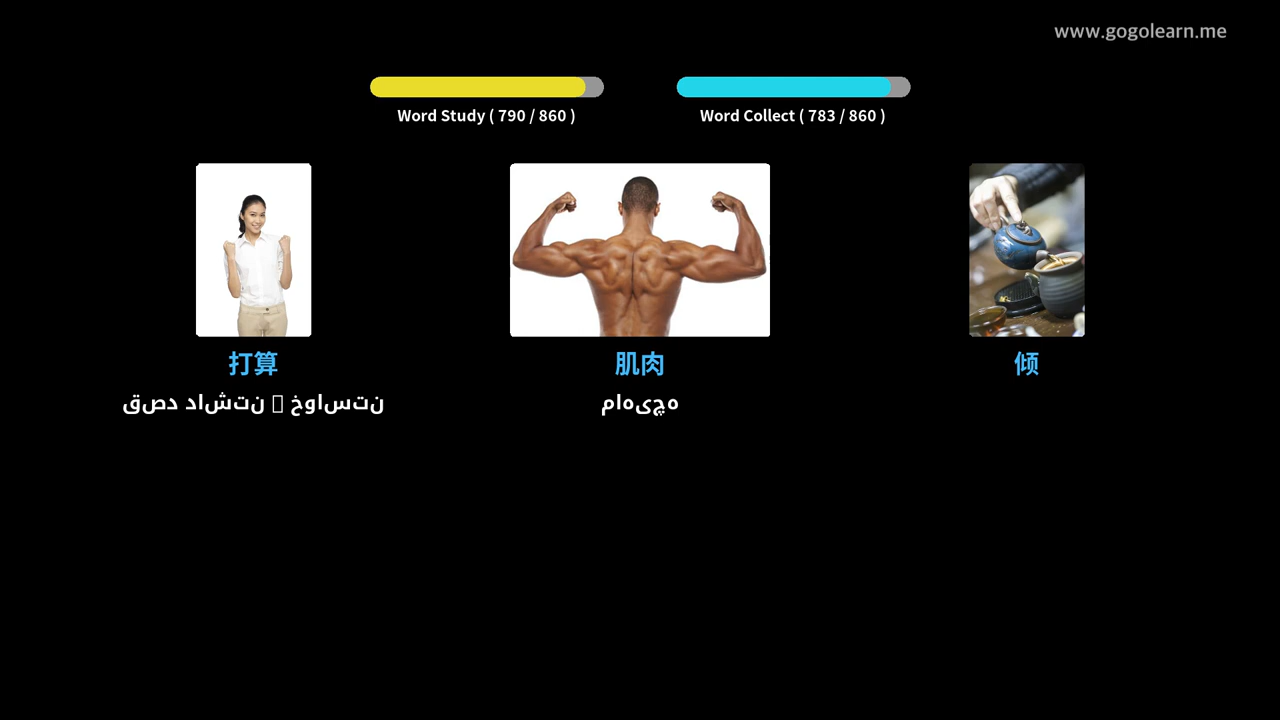 www.gogolearn.me
Word Study ( 790 / 860 )
Word Collect ( 783 / 860 )
打算
肌肉
倾
قصد داشتن □ خواستن
ماهیچه